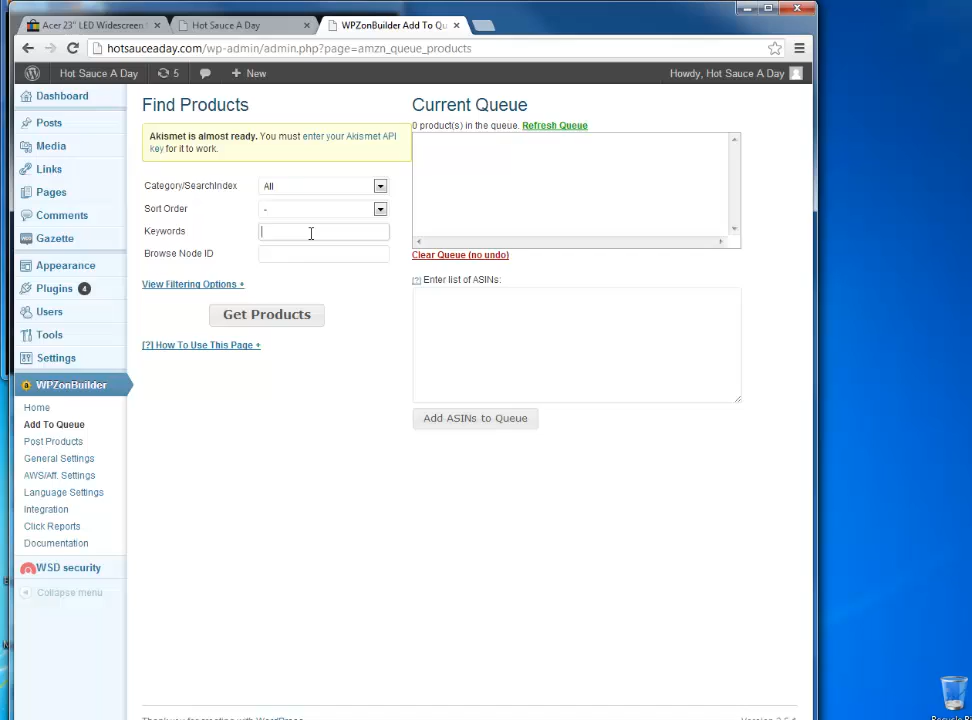 Acer 23" LED Widescreen
Hot Sauce A Day
WPZonBuilder Add To Qu
hotsauceaday.com/wp-admin/admin.php?page=amzn_queue_products
Hot Sauce A Day
5
+ New
Howdy, Hot Sauce A Day
Dashboard
Posts
Media
Links
Pages
Comments
Gazette
Appearance
Plugins 4
Users
Tools
Settings
WPZonBuilder
Home
Add To Queue
Post Products
General Settings
AWS/Aff. Settings
Language Settings
Integration
Click Reports
Documentation
WSD security
Collapse menu
Find Products
Akismet is almost ready. You must enter your Akismet API
key for it to work.
Category/SearchIndex
All
Sort Order
-
Keywords
Browse Node ID
View Filtering Options +
Get Products
[?] How To Use This Page +
Current Queue
0 product(s) in the queue. Refresh Queue
Clear Queue (no undo)
[?] Enter list of ASINs:
Add ASINs to Queue